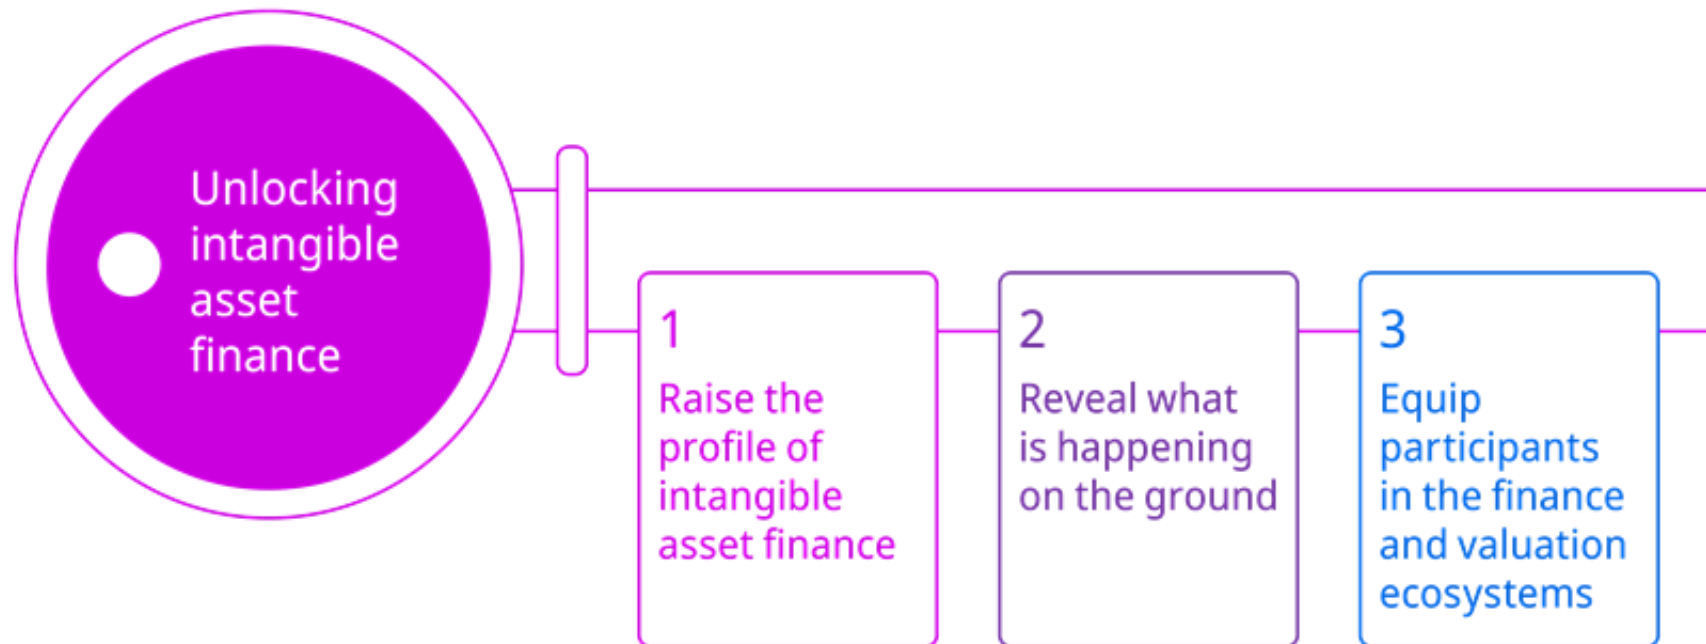 Unlocking
intangible
asset
finance
1
Raise the
profile of
intangible
asset finance
2
Reveal what
is happening
on the ground
3
Equip
participants
in the finance
and valuation
ecosystems